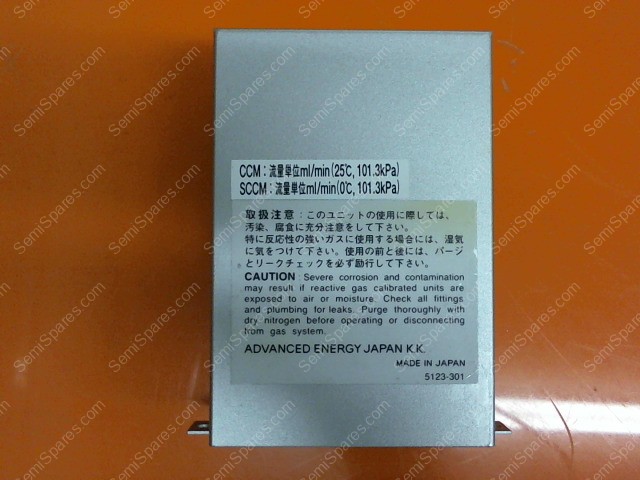 CCM：流量単位ml/min(25℃, 101.3kPa)
SCCM：流量単位ml/min(0℃, 101.3kPa)
取扱注意：このユニットの使用に際しては、
汚染、腐食に充分注意をして下さい。
特に反応性の強いガスに使用する場合には、湿気
に気をつけて下さい。使用の前と後には、パージ
とリークチェックを必ず励行して下さい。
CAUTION : Severe corrosion and contamination
may result if reactive gas calibrated units are
exposed to air or moisture. Check all fittings
and plumbing for leaks. Purge thoroughly with
dry nitrogen before operating or disconnecting
from gas system.
ADVANCED ENERGY JAPAN K.K.
MADE IN JAPAN
5123-301
SemiSpares.com